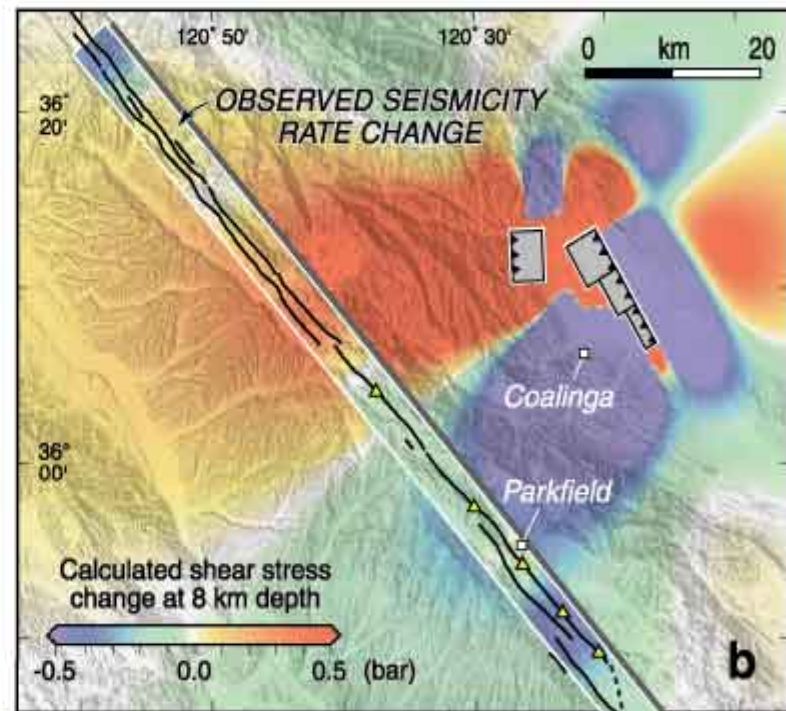 120° 50'
120° 30'
0 km 20
36°
20'
OBSERVED SEISMICITY
RATE CHANGE
Coalinga
36°
00'
Parkfield
Calculated shear stress
change at 8 km depth
-0.5 0.0 0.5 (bar)
b